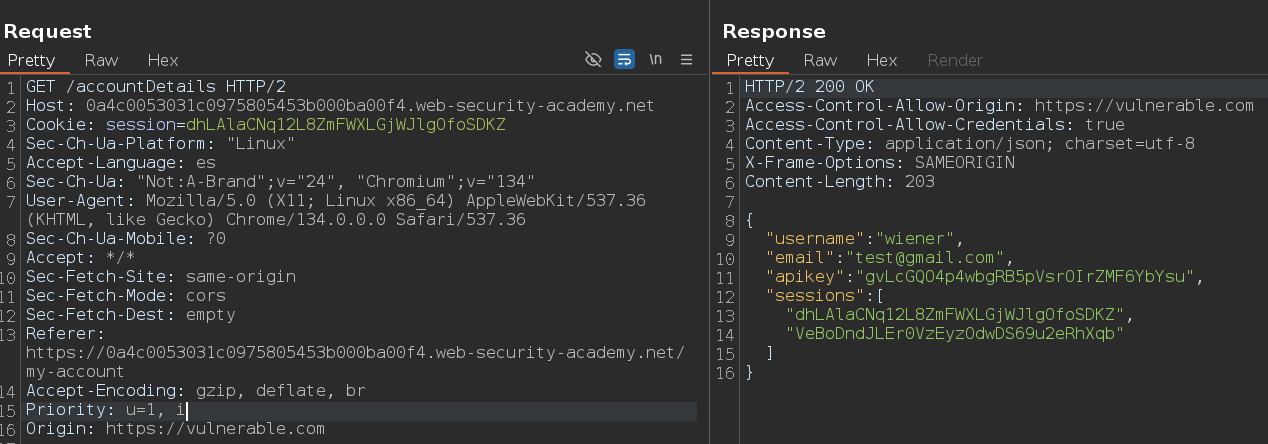 Request
Pretty Raw Hex
\n
1 GET /accountDetails HTTP/2
2 Host: 0a4c0053031c0975805453b000ba00f4.web-security-academy.net
3 Cookie: session=dhLAlaCNq12L8ZmFWXLGjWJlgOfoSDKZ
4 Sec-Ch-Ua-Platform: "Linux"
5 Accept-Language: es
6 Sec-Ch-Ua: "Not:A-Brand";v="24", "Chromium";v="134"
7 User-Agent: Mozilla/5.0 (X11; Linux x86_64) AppleWebKit/537.36
(KHTML, like Gecko) Chrome/134.0.0.0 Safari/537.36
8 Sec-Ch-Ua-Mobile: ?0
9 Accept: */*
10 Sec-Fetch-Site: same-origin
11 Sec-Fetch-Mode: cors
12 Sec-Fetch-Dest: empty
13 Referer:
https://0a4c0053031c0975805453b000ba00f4.web-security-academy.net/
my-account
14 Accept-Encoding: gzip, deflate, br
15 Priority: u=1, i
16 Origin: https://vulnerable.com
Response
Pretty Raw Hex Render
1 HTTP/2 200 OK
2 Access-Control-Allow-Origin: https://vulnerable.com
3 Access-Control-Allow-Credentials: true
4 Content-Type: application/json; charset=utf-8
5 X-Frame-Options: SAMEORIGIN
6 Content-Length: 203
7
8 {
9 "username":"wiener",
10 "email":"test@gmail.com",
11 "apikey":"gvLcGQO4p4wbgRB5pVsrOIrZMF6YbYsu",
12 "sessions":[
13 "dhLAlaCNq12L8ZmFWXLGjWJlgOfoSDKZ",
14 "VeBoDndJLEr0VzEyzOdwDS69u2eRhXqb"
15 ]
16 }